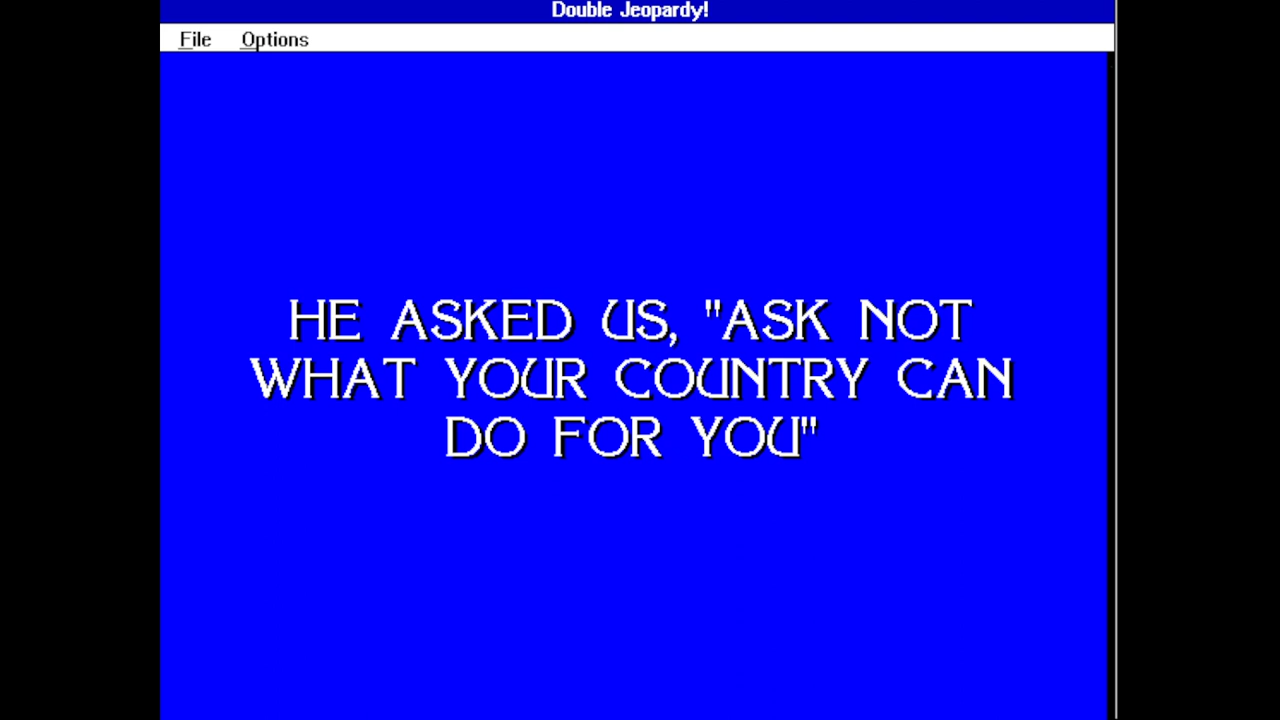 Double Jeopardy!
File Options
HE ASKED US, "ASK NOT
WHAT YOUR COUNTRY CAN
DO FOR YOU"